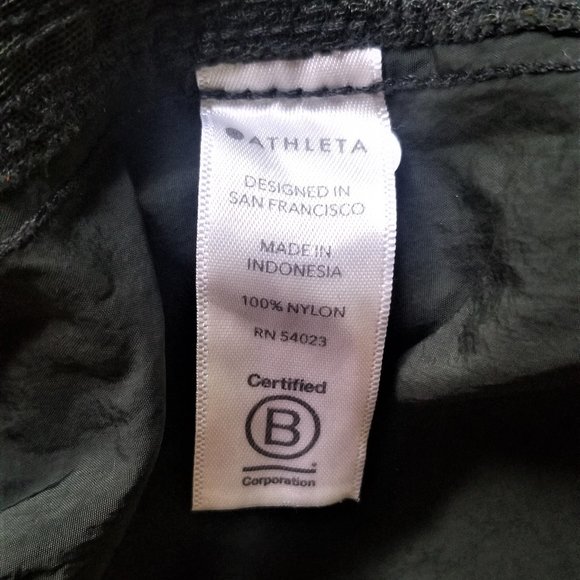 ATHLETA
DESIGNED IN
SAN FRANCISCO
MADE IN
INDONESIA
100% NYLON
RN 54023
Certified
B
Corporation